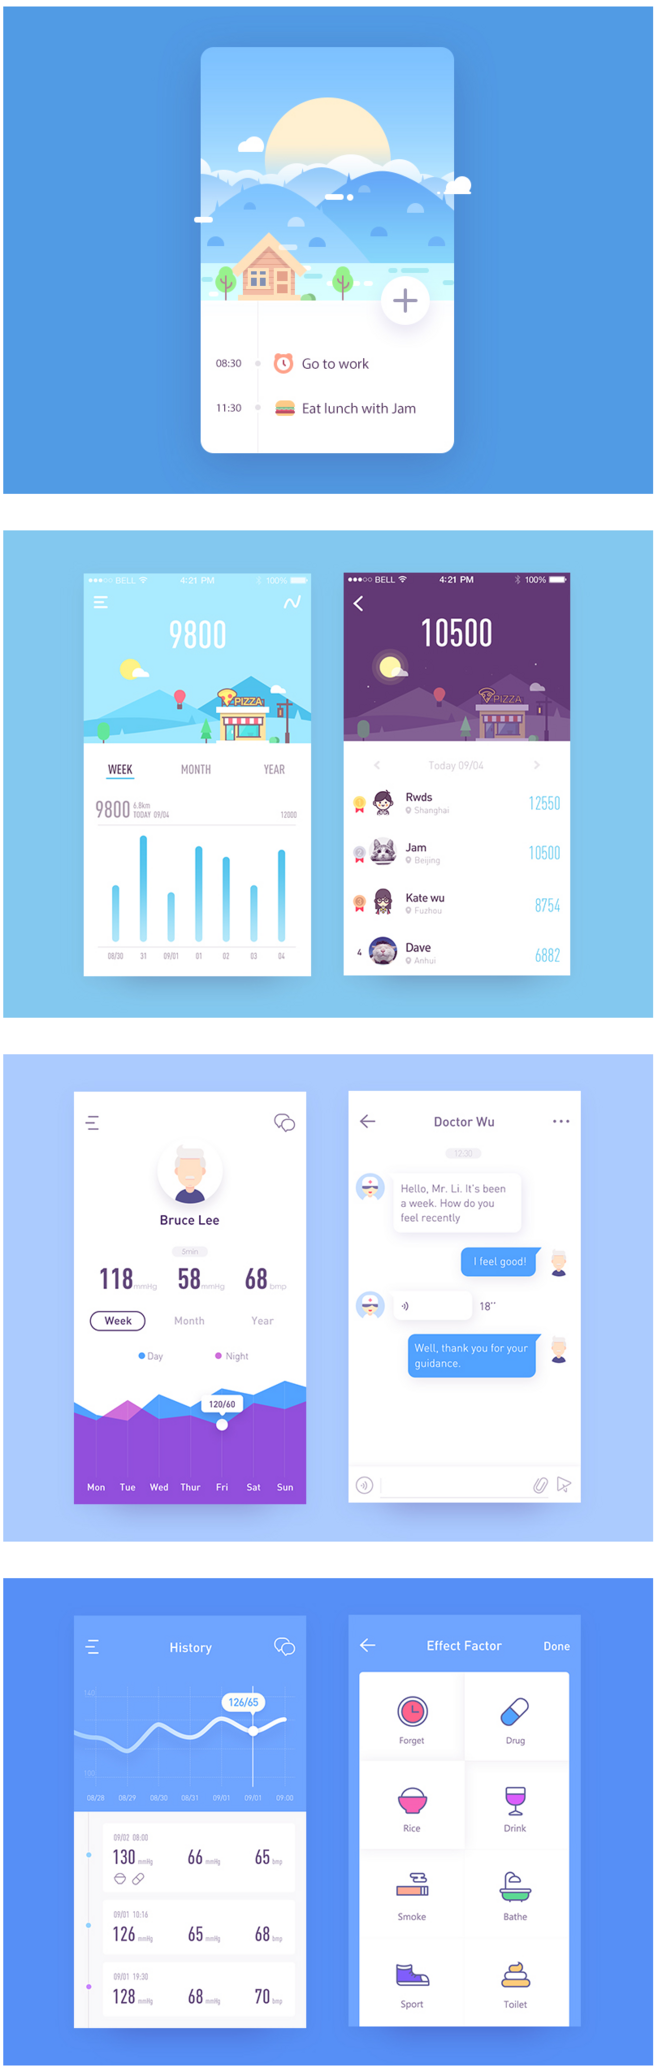 08:30 Go to work
11:30 Eat lunch with Jam
BELL 4:21 PM 100%
9800
PIZZA
WEEK MONTH YEAR
9800 6.8km
TODAY 09/04 12000
08/30 31 09/01 01 02 03 04
BELL 4:21 PM 100%
10500
PIZZA
Today 09/04
Rwds
Shanghai
12550
Jam
Beijing
10500
Kate wu
Fuzhou
8754
4 Dave
Anhui
6882
Bruce Lee
5min
118 mmHg 58 mmHg 68 bmp
Week Month Year
Day Night
120/60
Mon Tue Wed Thur Fri Sat Sun
Doctor Wu
12:30
Hello, Mr. Li. It's been
a week. How do you
feel recently
I feel good!
18''
Well, thank you for your
guidance.
History
140
126/65
100
08/28 08/29 08/30 08/31 09/01 09/01 09:00
09/02 08:00
130 mmHg 66 mmHg 65 bmp
09/01 10:16
126 mmHg 65 mmHg 68 bmp
09/01 19:30
128 mmHg 68 mmHg 70 bmp
Effect Factor Done
Forget Drug
Rice Drink
Smoke Bathe
Sport Toilet